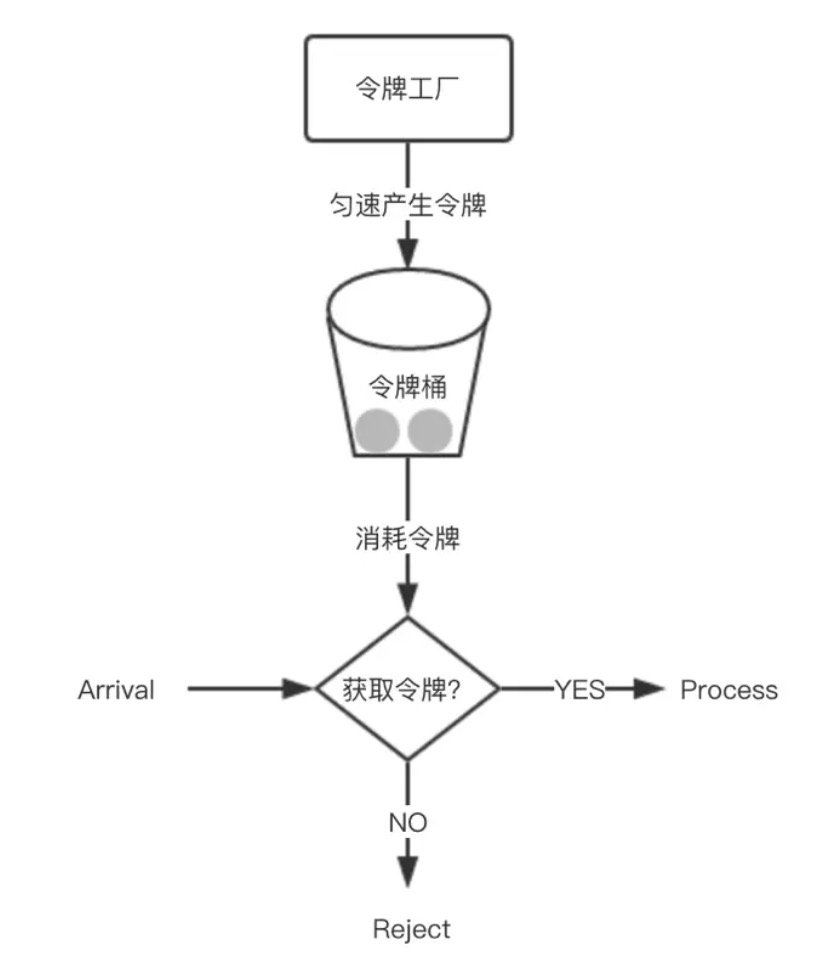 令牌工厂
匀速产生令牌
令牌桶
消耗令牌
Arrival
获取令牌?
YES
Process
NO
Reject